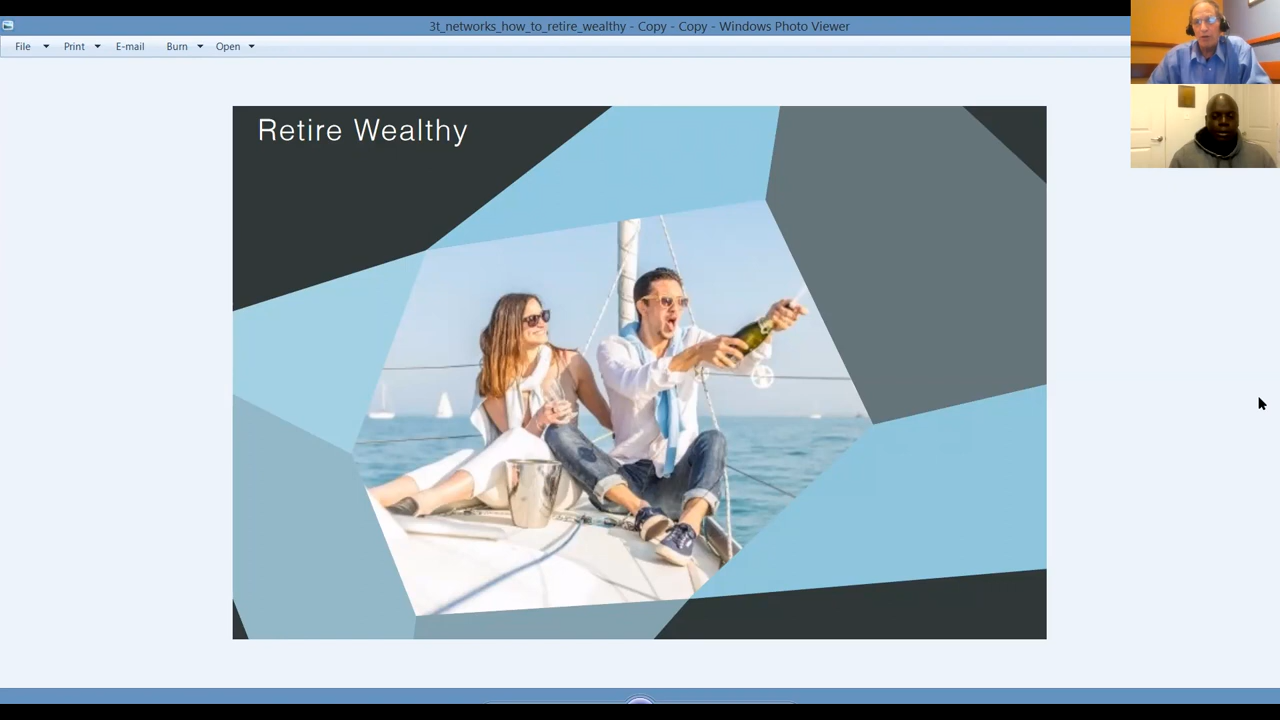 3t_networks_how_to_retire_wealthy - Copy - Copy - Windows Photo Viewer
File Print E-mail Burn Open
Retire Wealthy